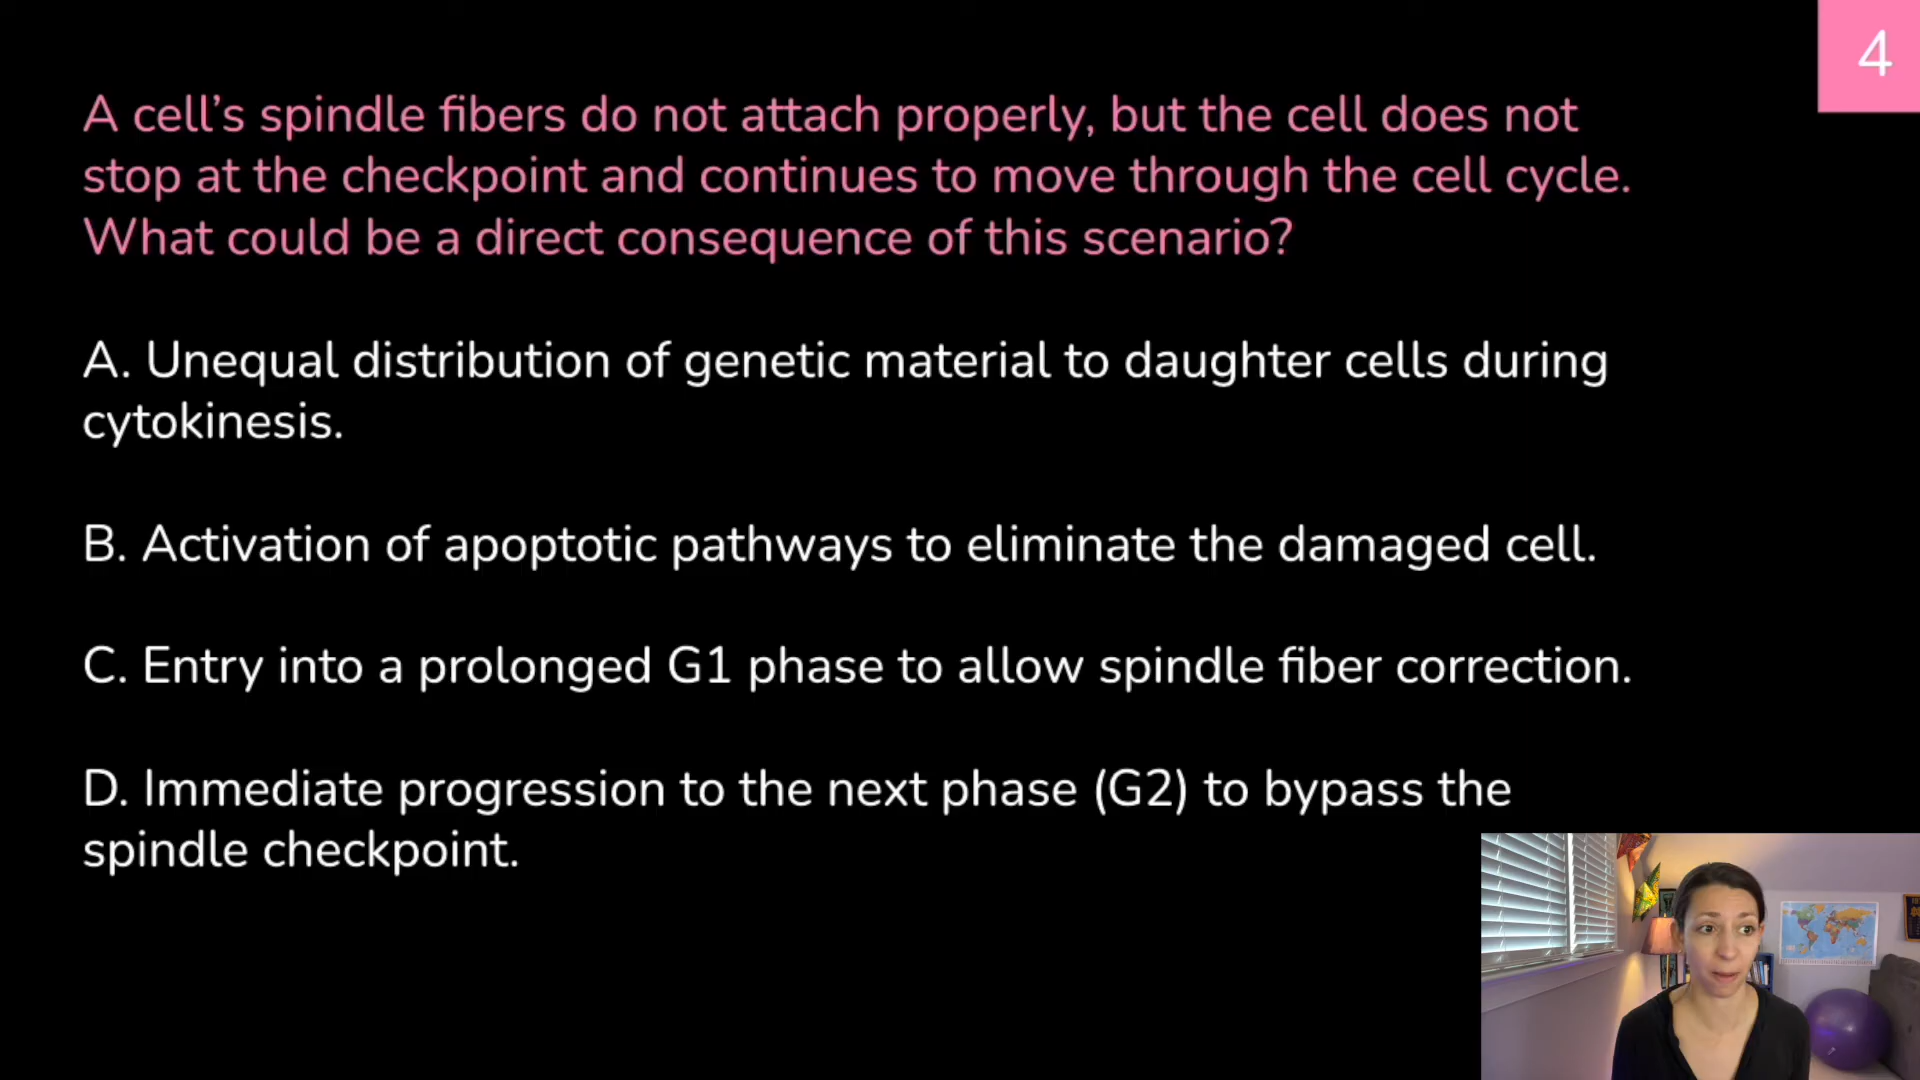 4
A cell’s spindle fibers do not attach properly, but the cell does not
stop at the checkpoint and continues to move through the cell cycle.
What could be a direct consequence of this scenario?
A. Unequal distribution of genetic material to daughter cells during
cytokinesis.
B. Activation of apoptotic pathways to eliminate the damaged cell.
C. Entry into a prolonged G1 phase to allow spindle fiber correction.
D. Immediate progression to the next phase (G2) to bypass the
spindle checkpoint.